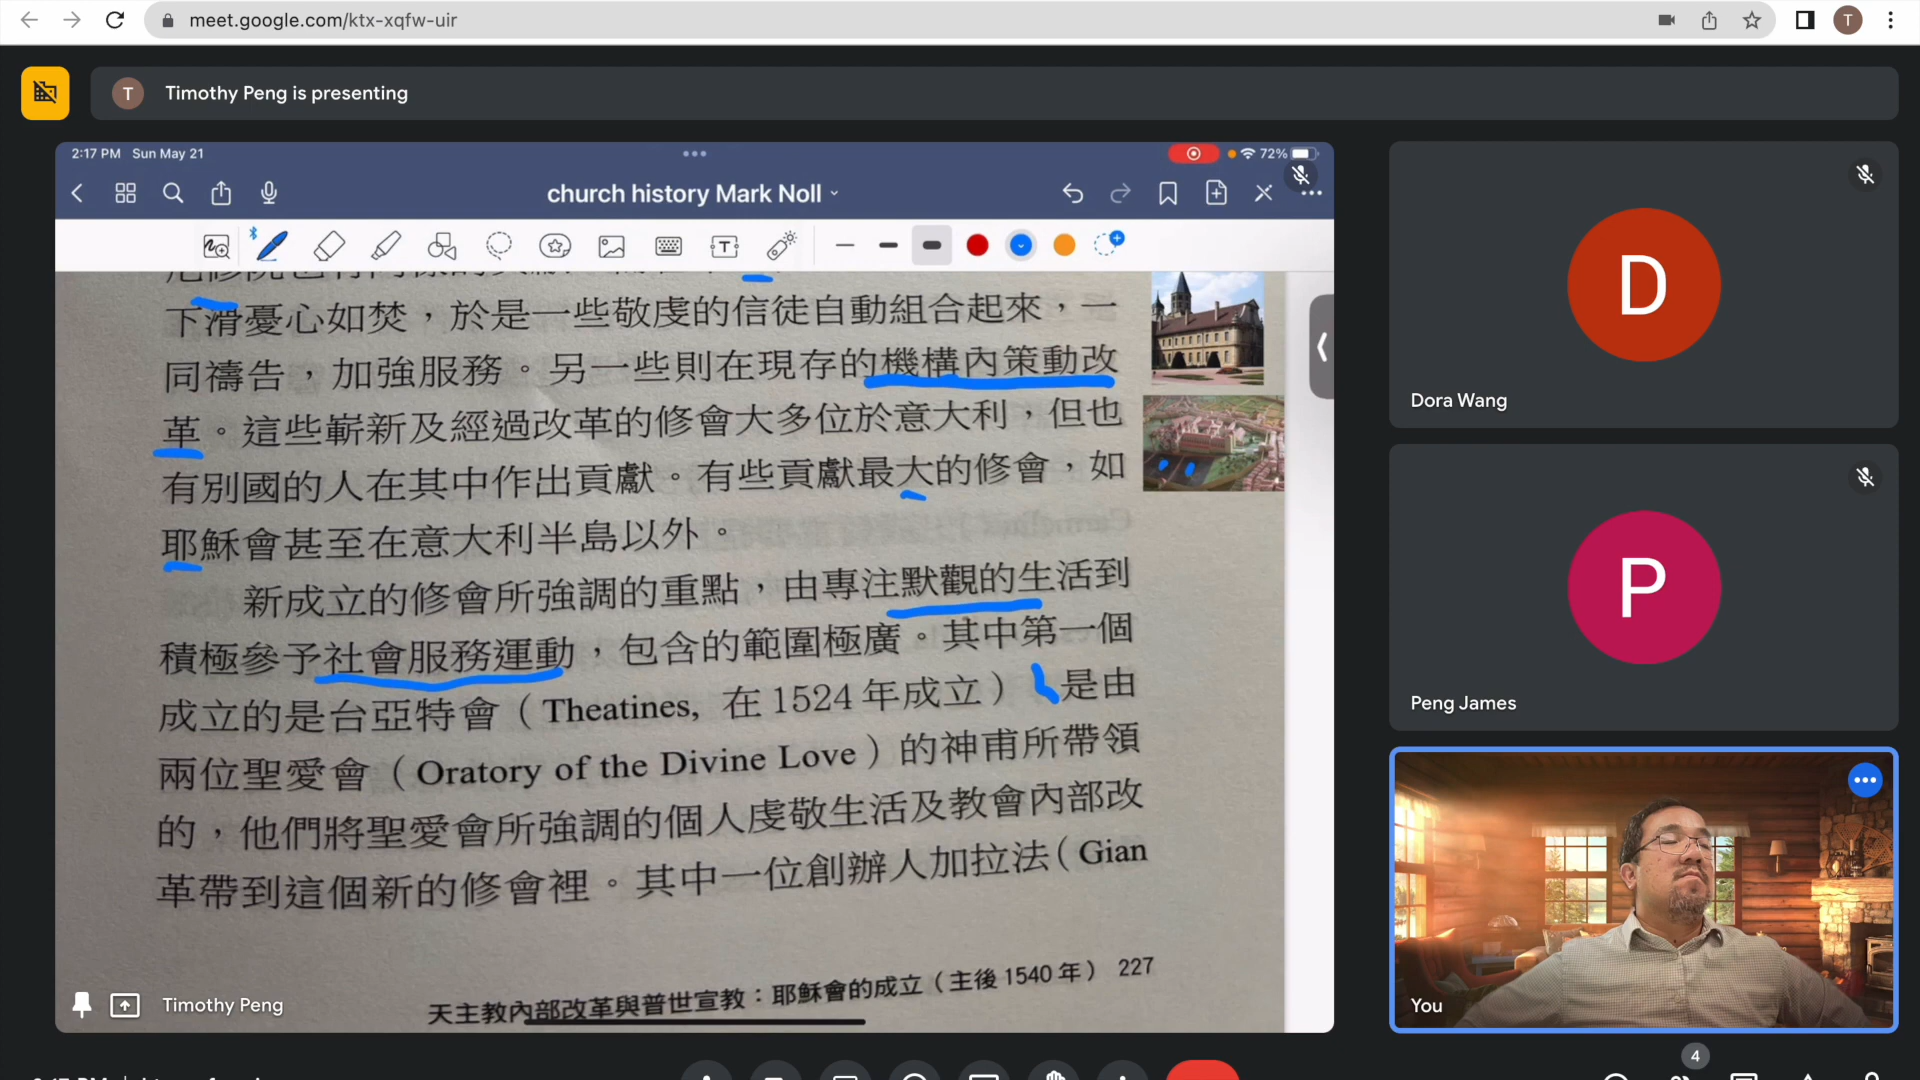 meet.google.com/ktx-xqfw-uir
T
T
Timothy Peng is presenting
2:17 PM Sun May 21
72%
church history Mark Noll
下滑憂心如焚，於是一些敬虔的信徒自動組合起來，一
同禱告，加強服務。另一些則在現存的機構內策動改
革。這些嶄新及經過改革的修會大多位於意大利，但也
有別國的人在其中作出貢獻。有些貢獻最大的修會，如
耶穌會甚至在意大利半島以外。
新成立的修會所強調的重點，由專注默觀的生活到
積極參予社會服務運動，包含的範圍極廣。其中第一個
成立的是台亞特會（Theatines, 在1524年成立）是由
兩位聖愛會（Oratory of the Divine Love）的神甫所帶領
的，他們將聖愛會所強調的個人虔敬生活及教會內部改
革帶到這個新的修會裡。其中一位創辦人加拉法（Gian
天主教內部改革與普世宣教：耶穌會的成立（主後1540年） 227
Timothy Peng
D
Dora Wang
P
Peng James
You
4